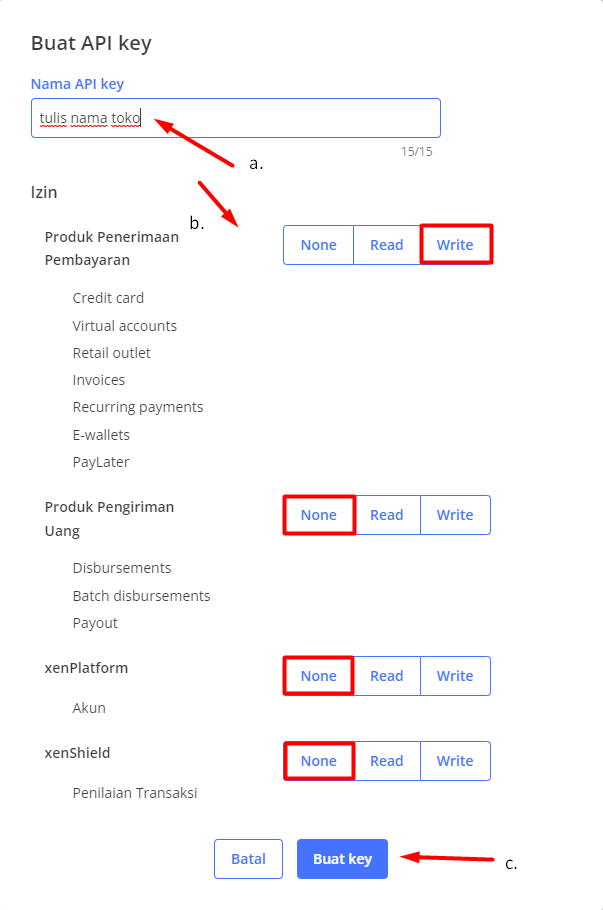 Buat API key
Nama API key
tulis nama toko
15/15
a.
Izin
b.
Produk Penerimaan
Pembayaran
None Read Write
Credit card
Virtual accounts
Retail outlet
Invoices
Recurring payments
E-wallets
PayLater
Produk Pengiriman
Uang
None Read Write
Disbursements
Batch disbursements
Payout
xenPlatform
None Read Write
Akun
xenShield
None Read Write
Penilaian Transaksi
Batal Buat key
c.